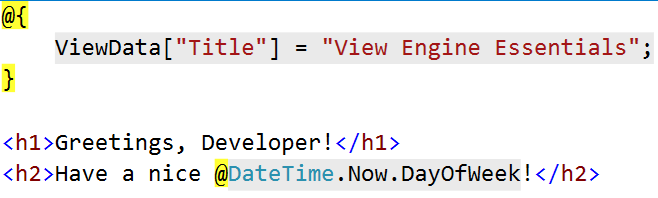 @{
    ViewData["Title"] = "View Engine Essentials";
}
<h1>Greetings, Developer!</h1>
<h2>Have a nice @DateTime.Now.DayOfWeek!</h2>